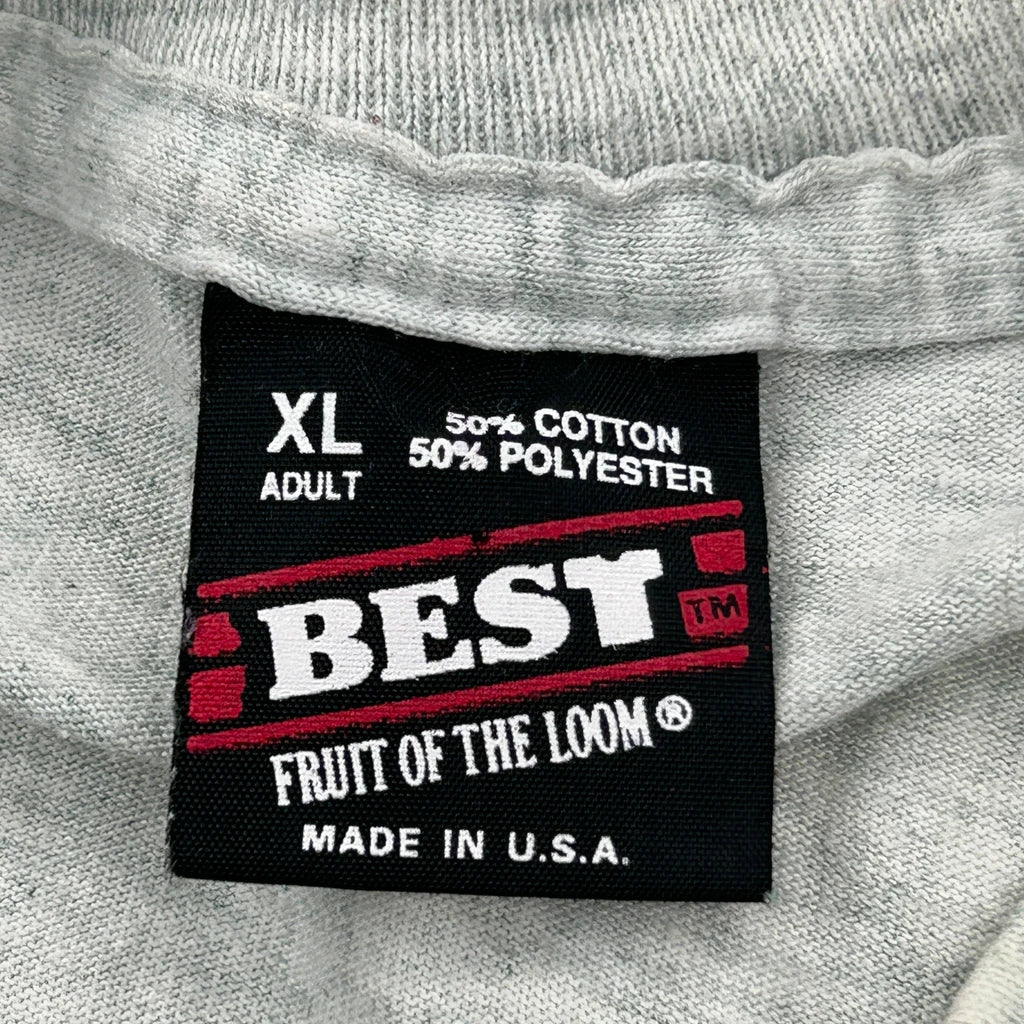 XL
ADULT
50% COTTON
50% POLYESTER
BEST
TM
FRUIT OF THE LOOM®
MADE IN U.S.A.